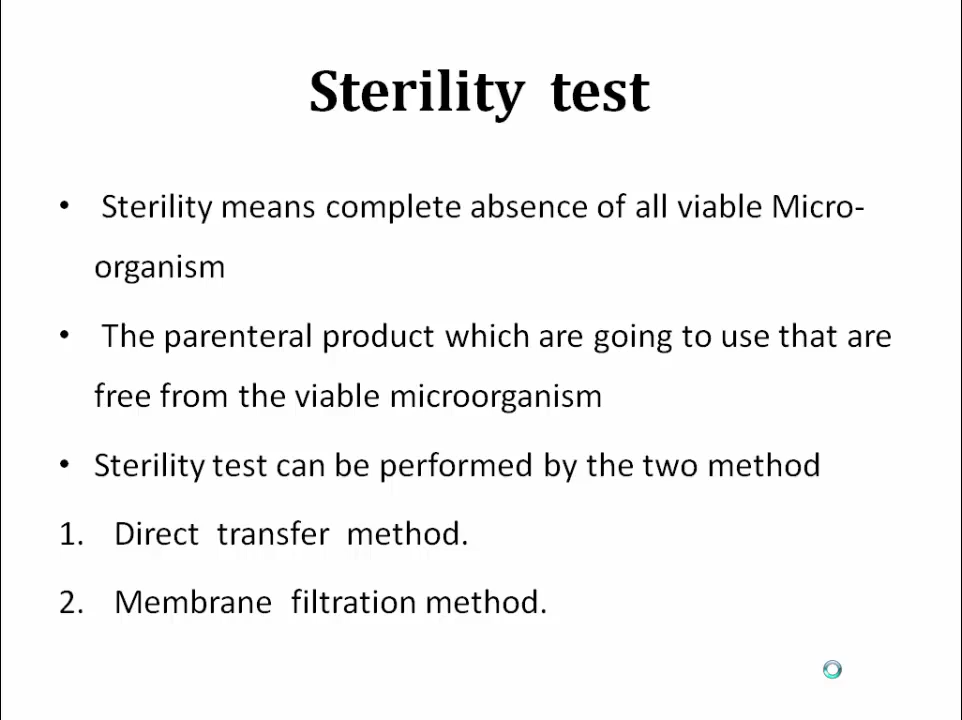 Sterility test
• Sterility means complete absence of all viable Micro-
organism
• The parenteral product which are going to use that are
free from the viable microorganism
• Sterility test can be performed by the two method
1. Direct transfer method.
2. Membrane filtration method.